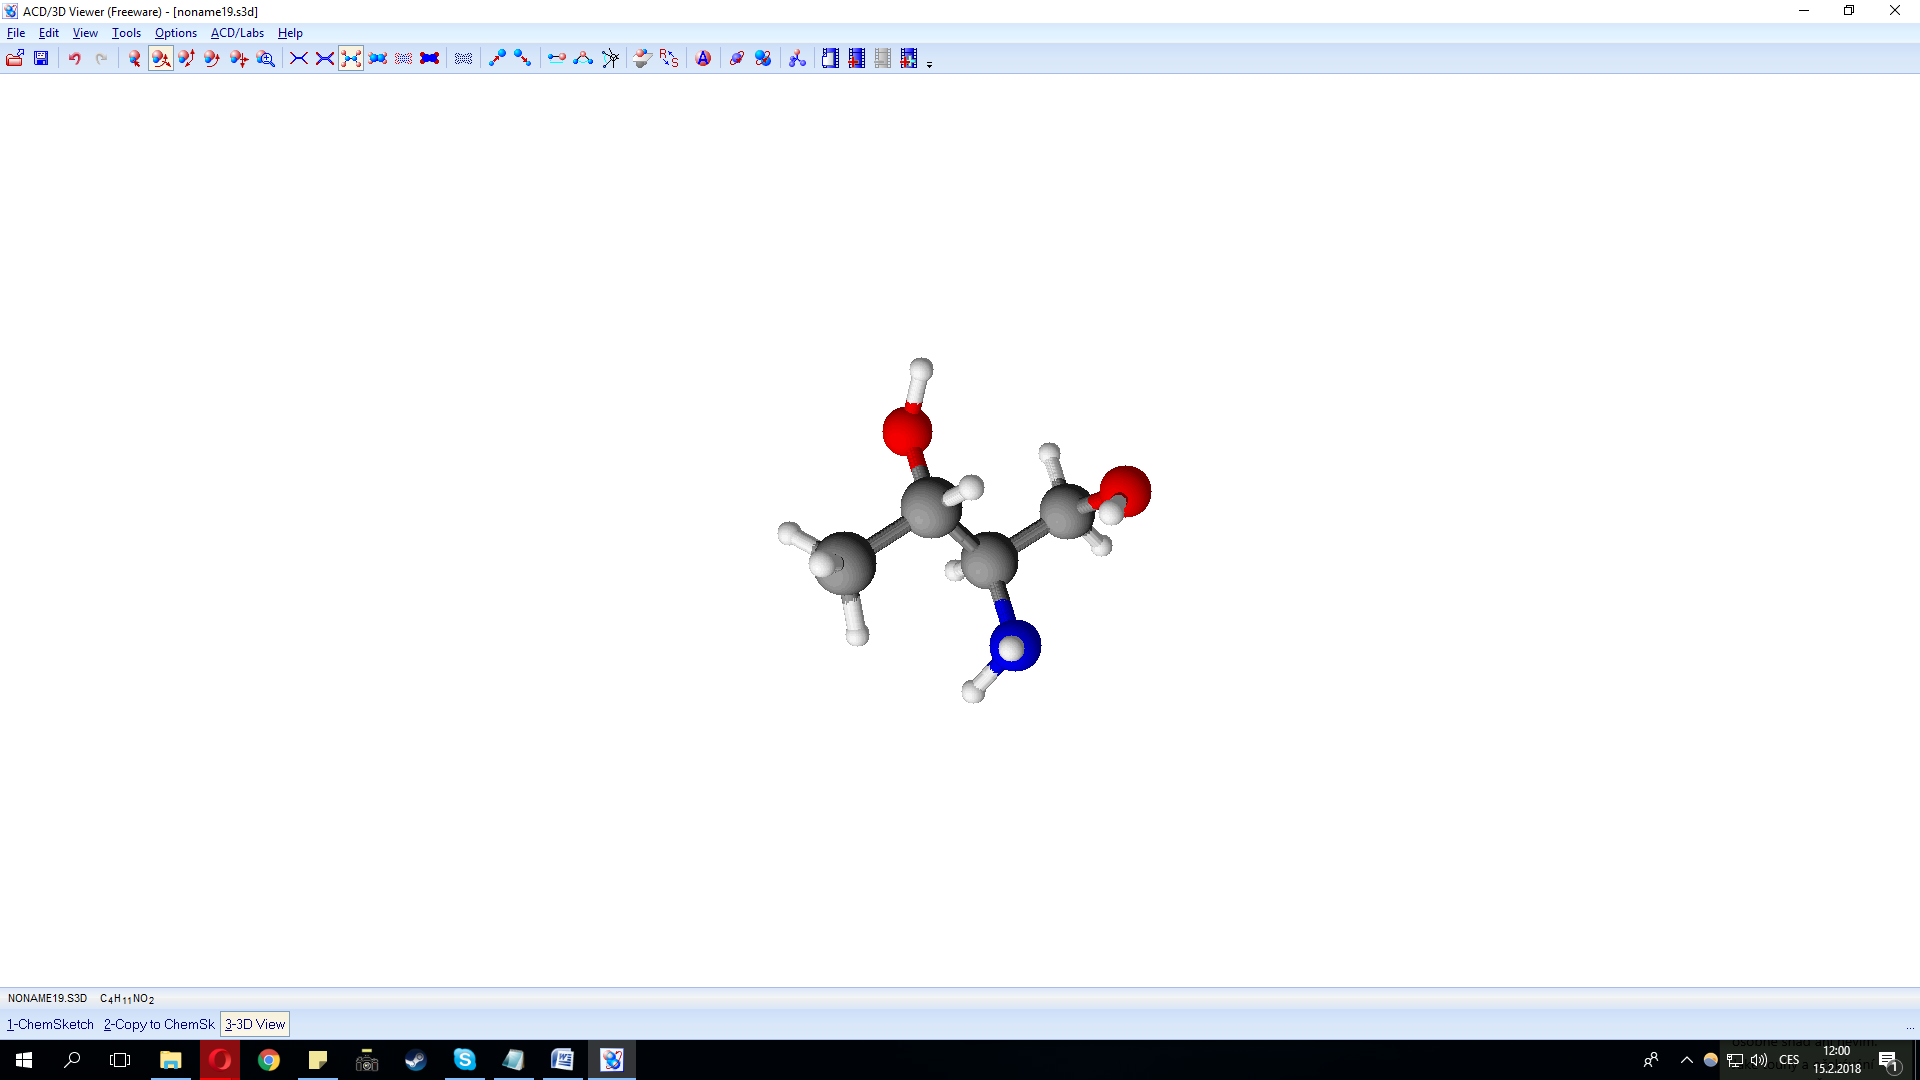 ACD/3D Viewer (Freeware) - [noname19.s3d]
File Edit View Tools Options ACD/Labs Help
NONAME19.S3D C4H11NO2
1-ChemSketch 2-Copy to ChemSk 3-3D View
CES
12:00
15.2.2018
1